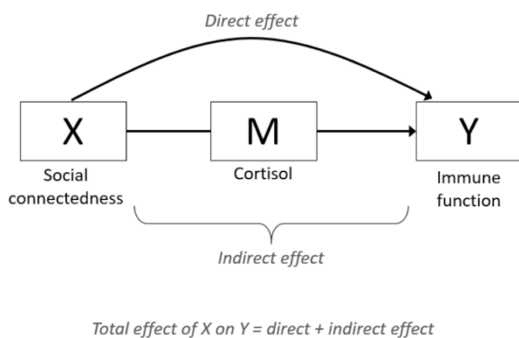 Direct effect
X
M
Y
Social
connectedness
Cortisol
Immune
function
Indirect effect
Total effect of X on Y = direct + indirect effect